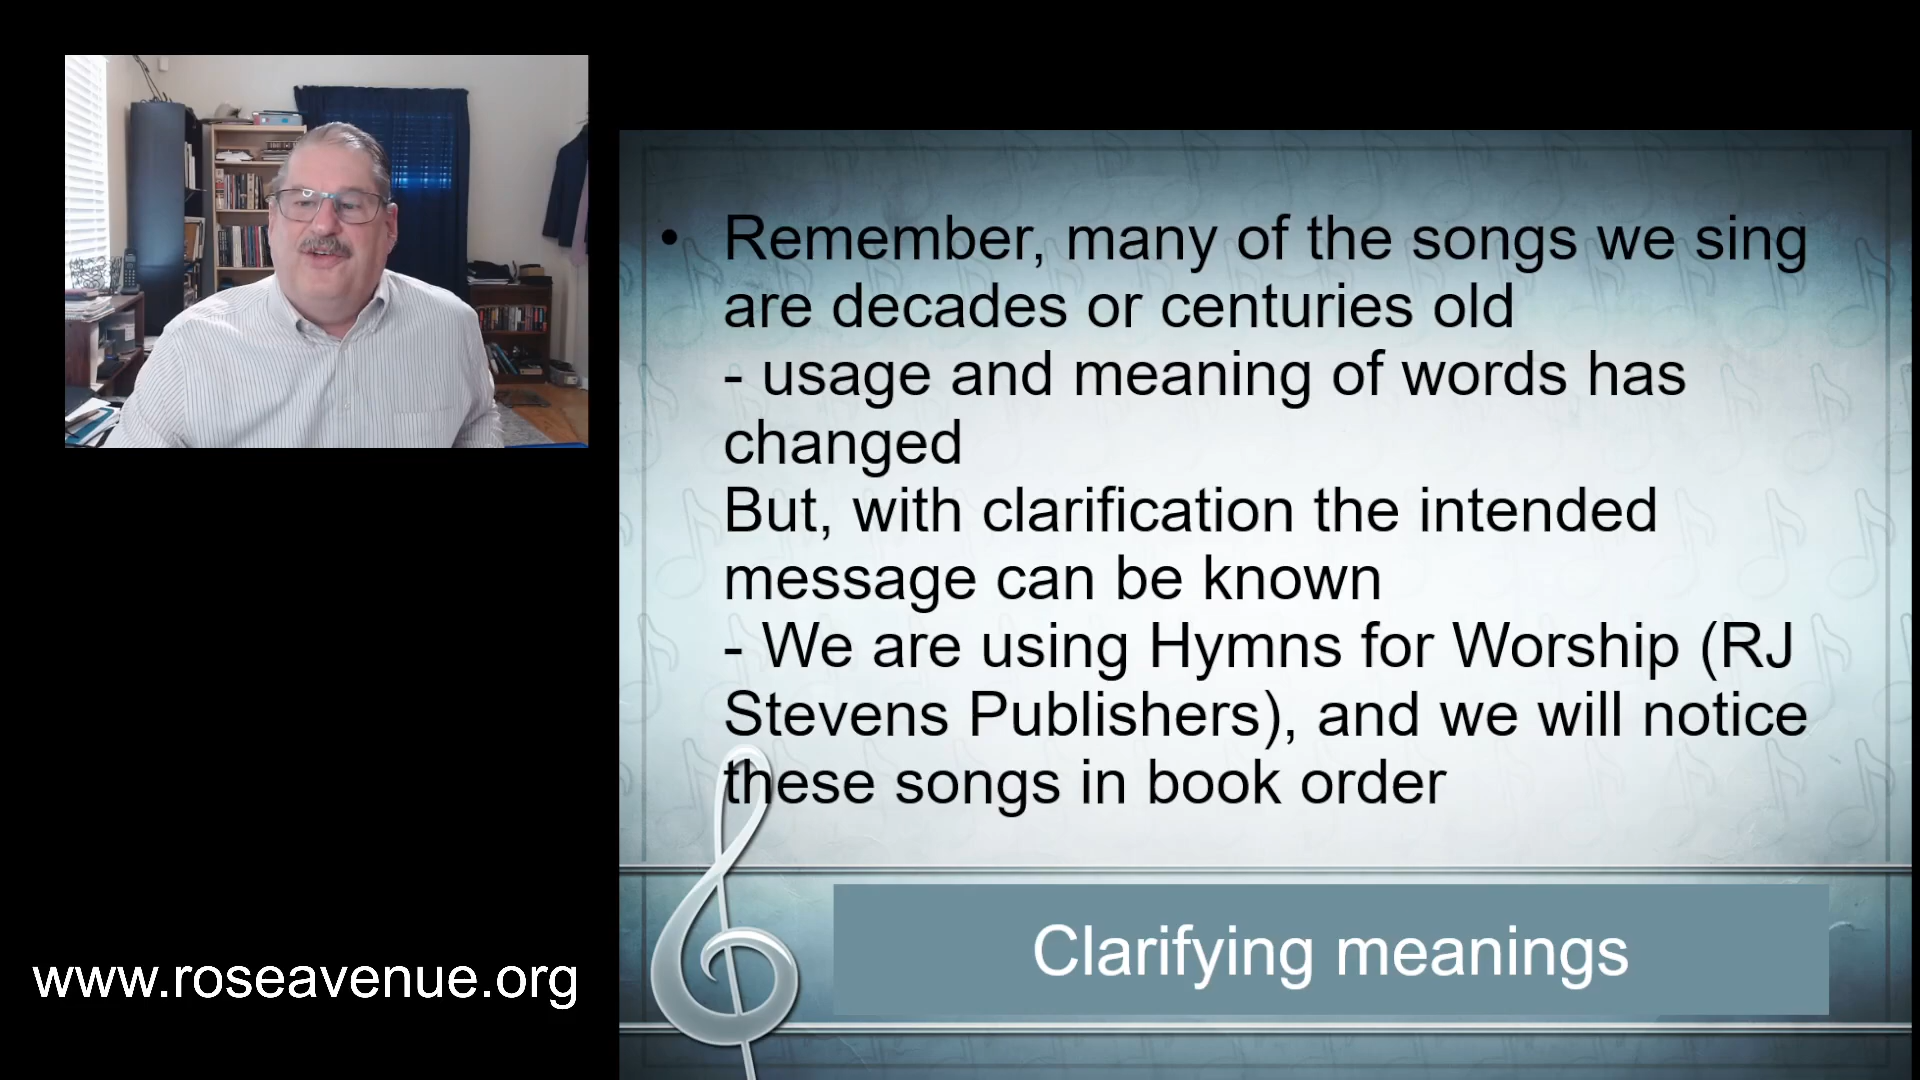 • Remember, many of the songs we sing
are decades or centuries old
- usage and meaning of words has
changed
But, with clarification the intended
message can be known
- We are using Hymns for Worship (RJ
Stevens Publishers), and we will notice
these songs in book order
Clarifying meanings
www.roseavenue.org